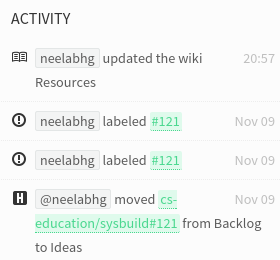 ACTIVITY
neelabhg updated the wiki 20:57
Resources
neelabhg labeled #121 Nov 09
neelabhg labeled #121 Nov 09
H @neelabhg moved cs- Nov 09
education/sysbuild#121 from Backlog
to Ideas